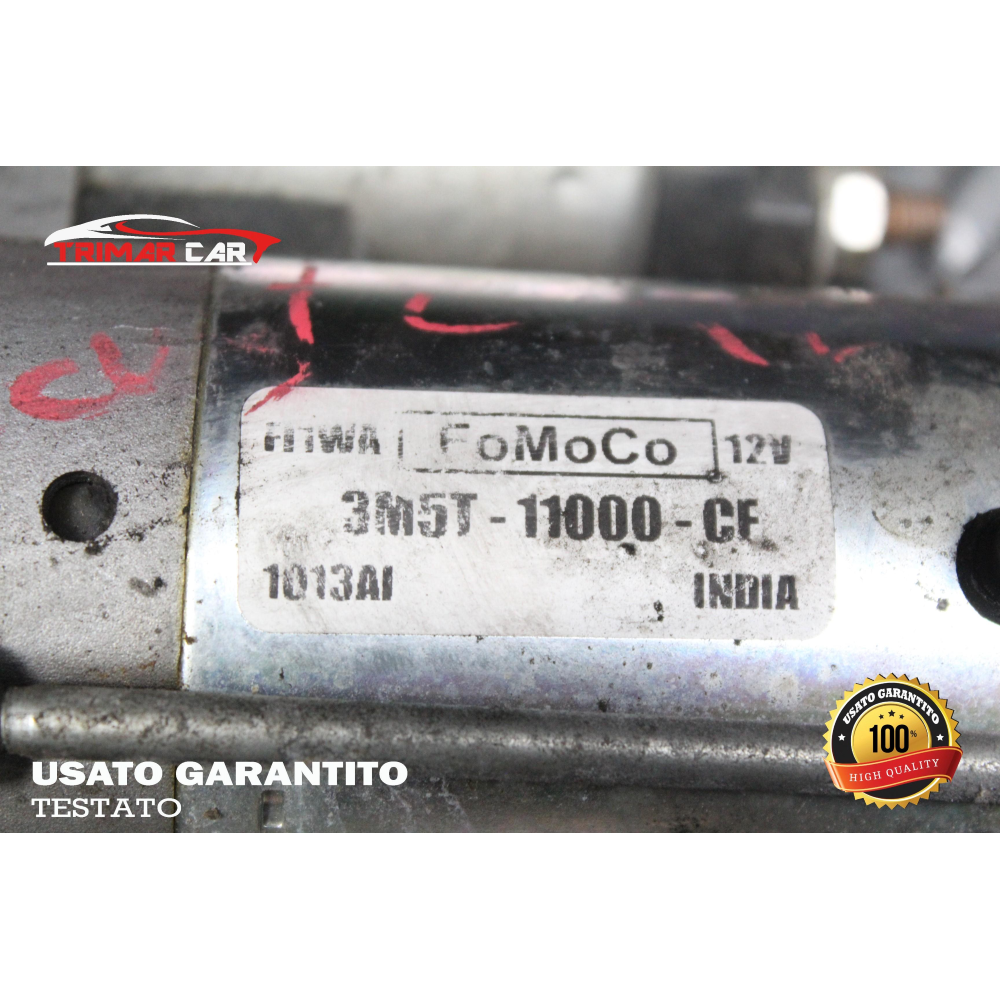 TRIMAR CAR
FoMoCo
12V
3M5T-11000-CF
1013AI
INDIA
USATO GARANTITO
TESTATO
USATO GARANTITO
100%
HIGH QUALITY